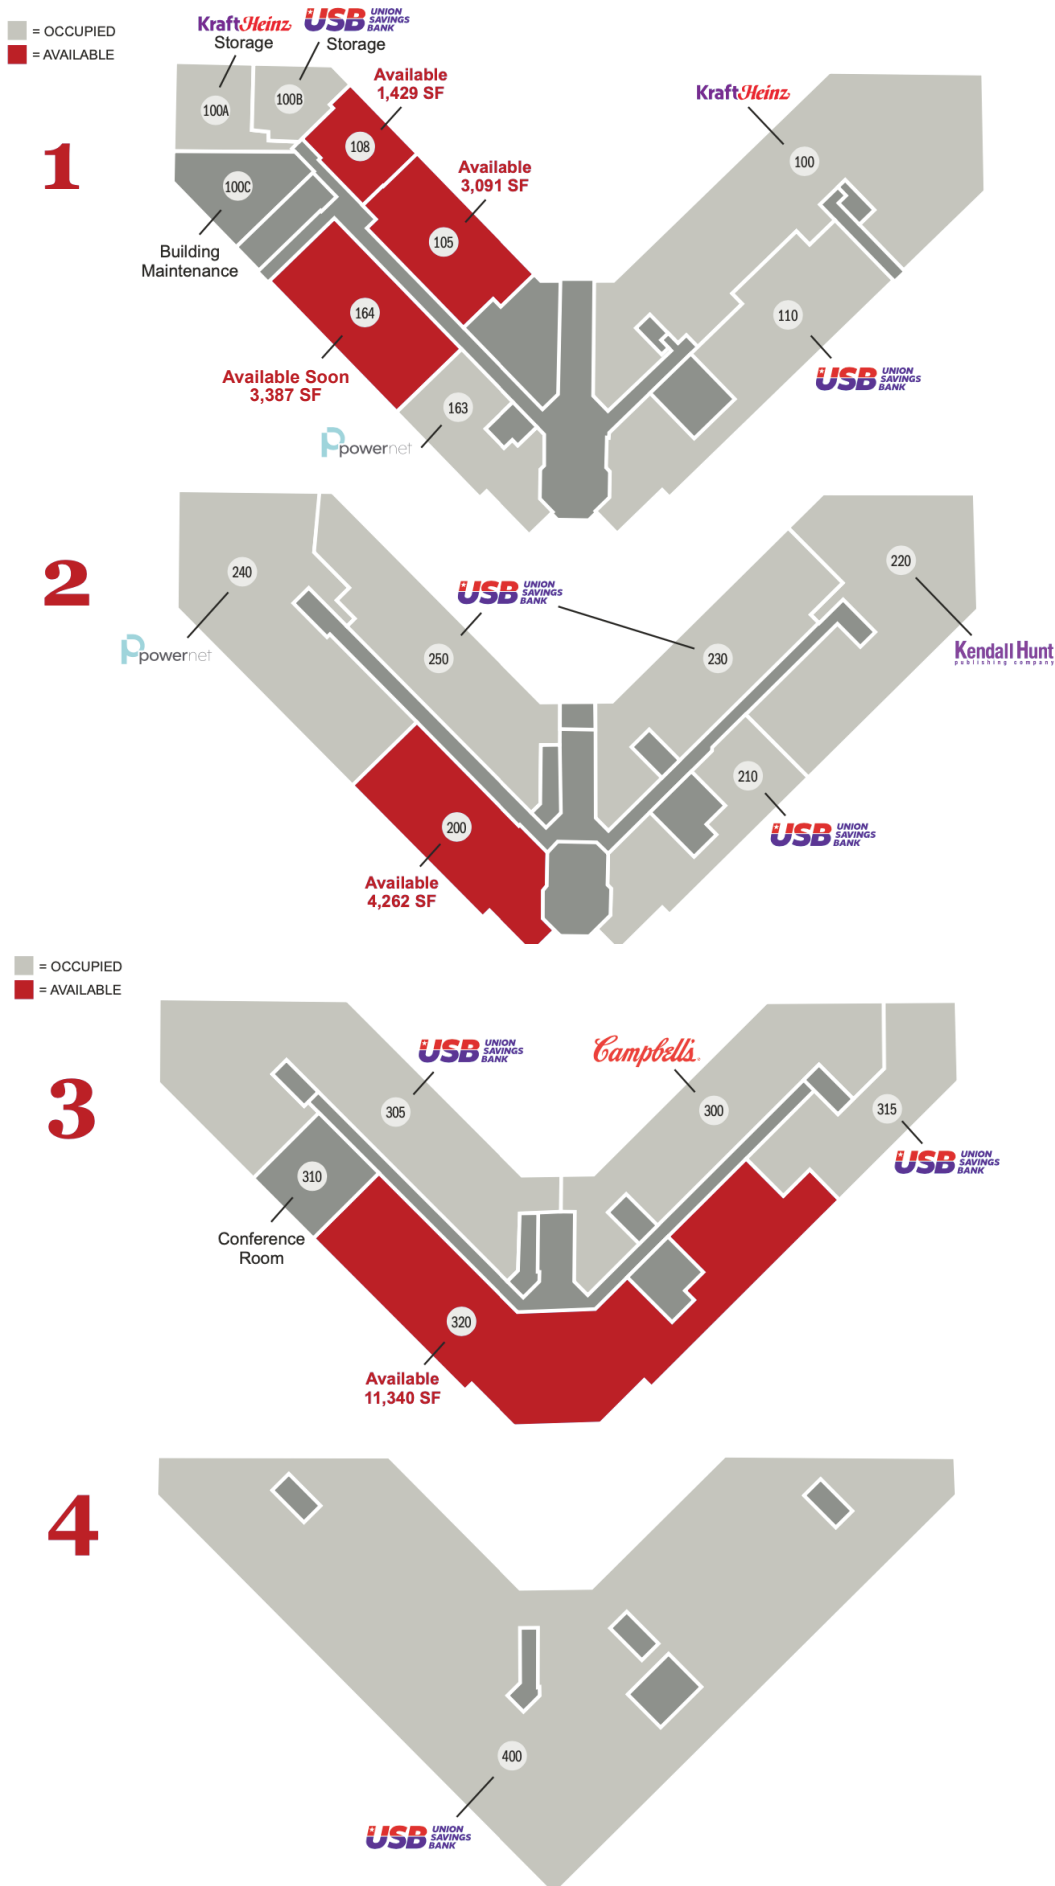 = OCCUPIED
= AVAILABLE
KraftHeinz
Storage
USB UNION
SAVINGS
BANK
Storage
1
100A
100B
Available
1,429 SF
108
KraftHeinz
100
Available
3,091 SF
100C
105
Building
Maintenance
164
110
Available Soon
3,387 SF
USB UNION
SAVINGS
BANK
163
powernet
2
240
USB UNION
SAVINGS
BANK
220
powernet
250
230
Kendall Hunt
publishing company
210
200
USB UNION
SAVINGS
BANK
Available
4,262 SF
= OCCUPIED
= AVAILABLE
3
USB UNION
SAVINGS
BANK
Campbell's
305
300
315
310
USB UNION
SAVINGS
BANK
Conference
Room
320
Available
11,340 SF
4
400
USB UNION
SAVINGS
BANK